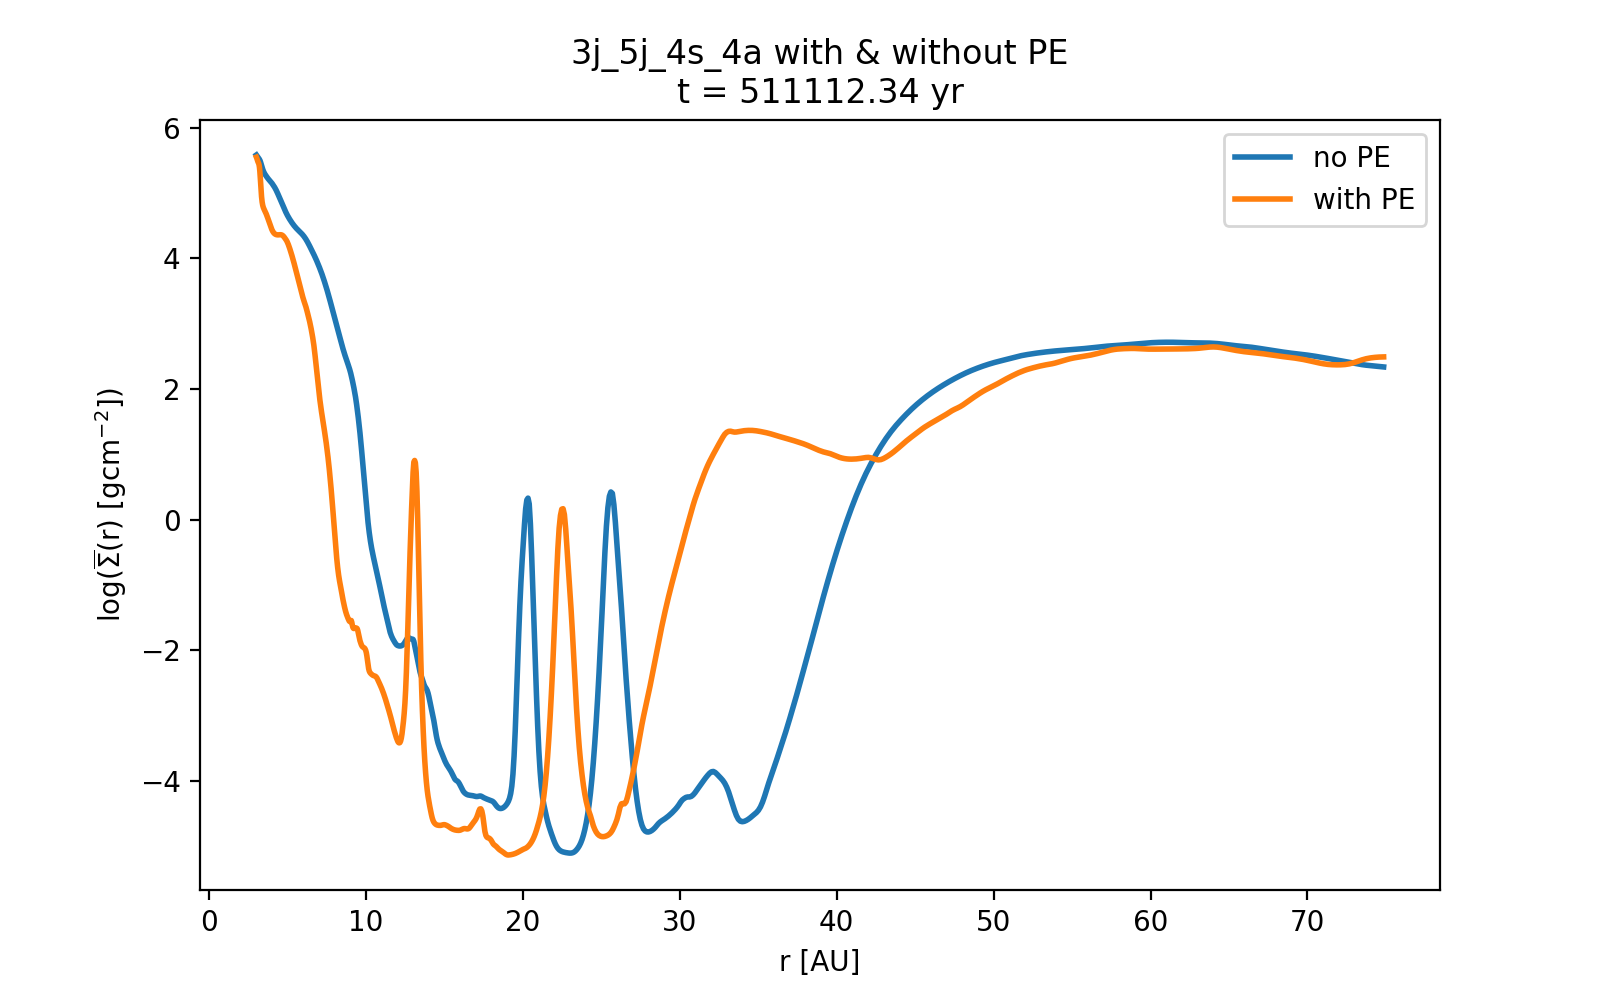 3j_5j_4s_4a with & without PE
t = 511112.34 yr
no PE
with PE
6
4
2
0
−2
−4
log(Σ̅(r) [gcm⁻²])
0 10 20 30 40 50 60 70
r [AU]